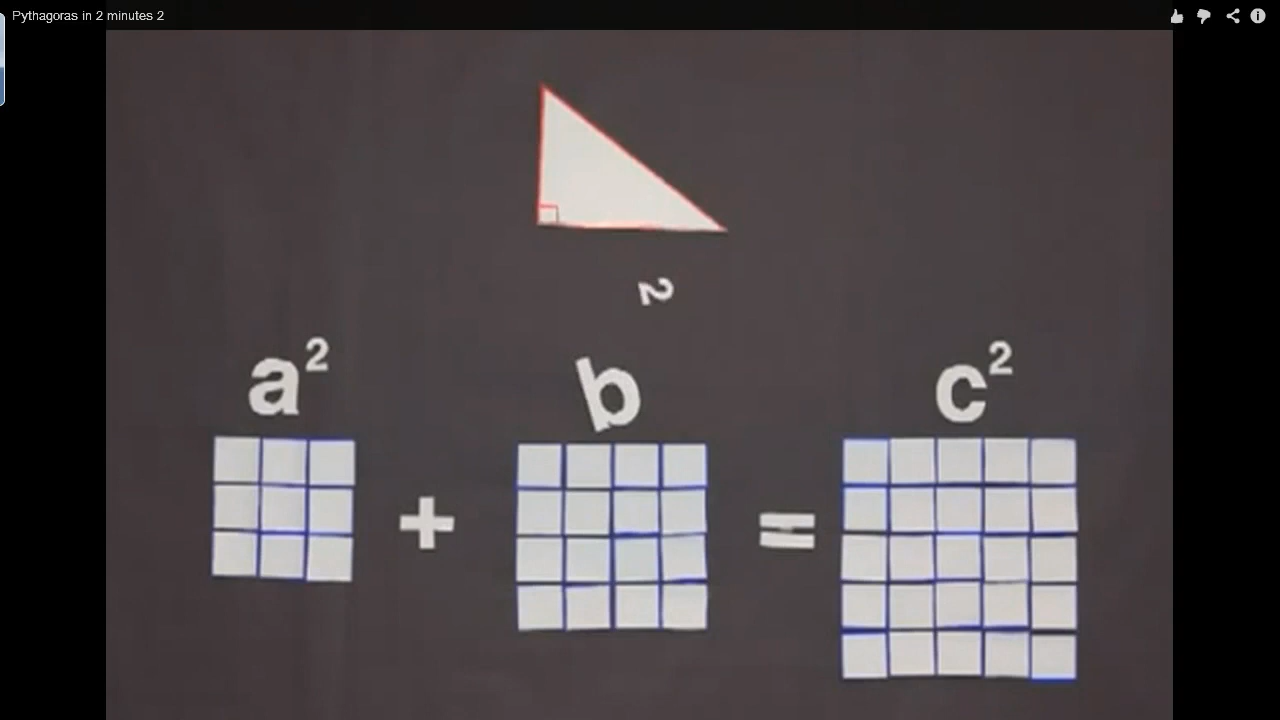 Pythagoras in 2 minutes 2
2
a² b c²
+ =